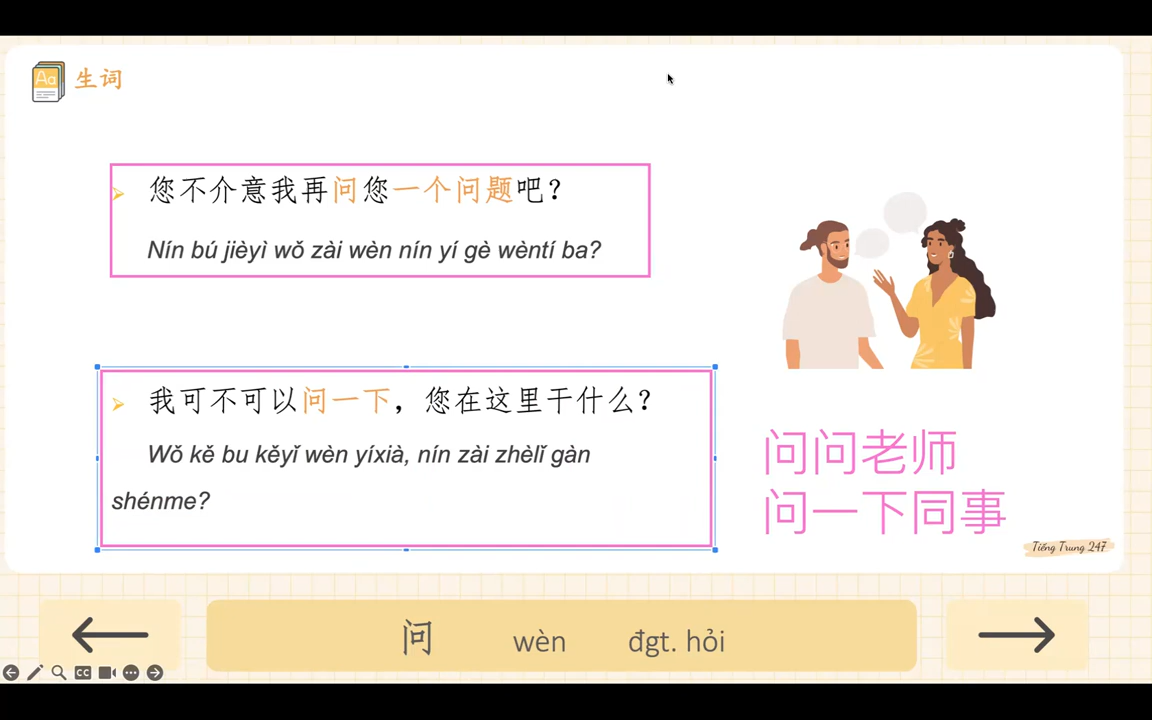 Aa 生词
您不介意我再问您一个问题吧？
Nín bú jièyì wǒ zài wèn nín yí gè wèntí ba?
我可不可以问一下，您在这里干什么？
Wǒ kě bu kěyǐ wèn yíxià, nín zài zhèlǐ gàn
shénme?
问问老师
问一下同事
Tiếng Trung 247
问 wèn đgt. hỏi
CC